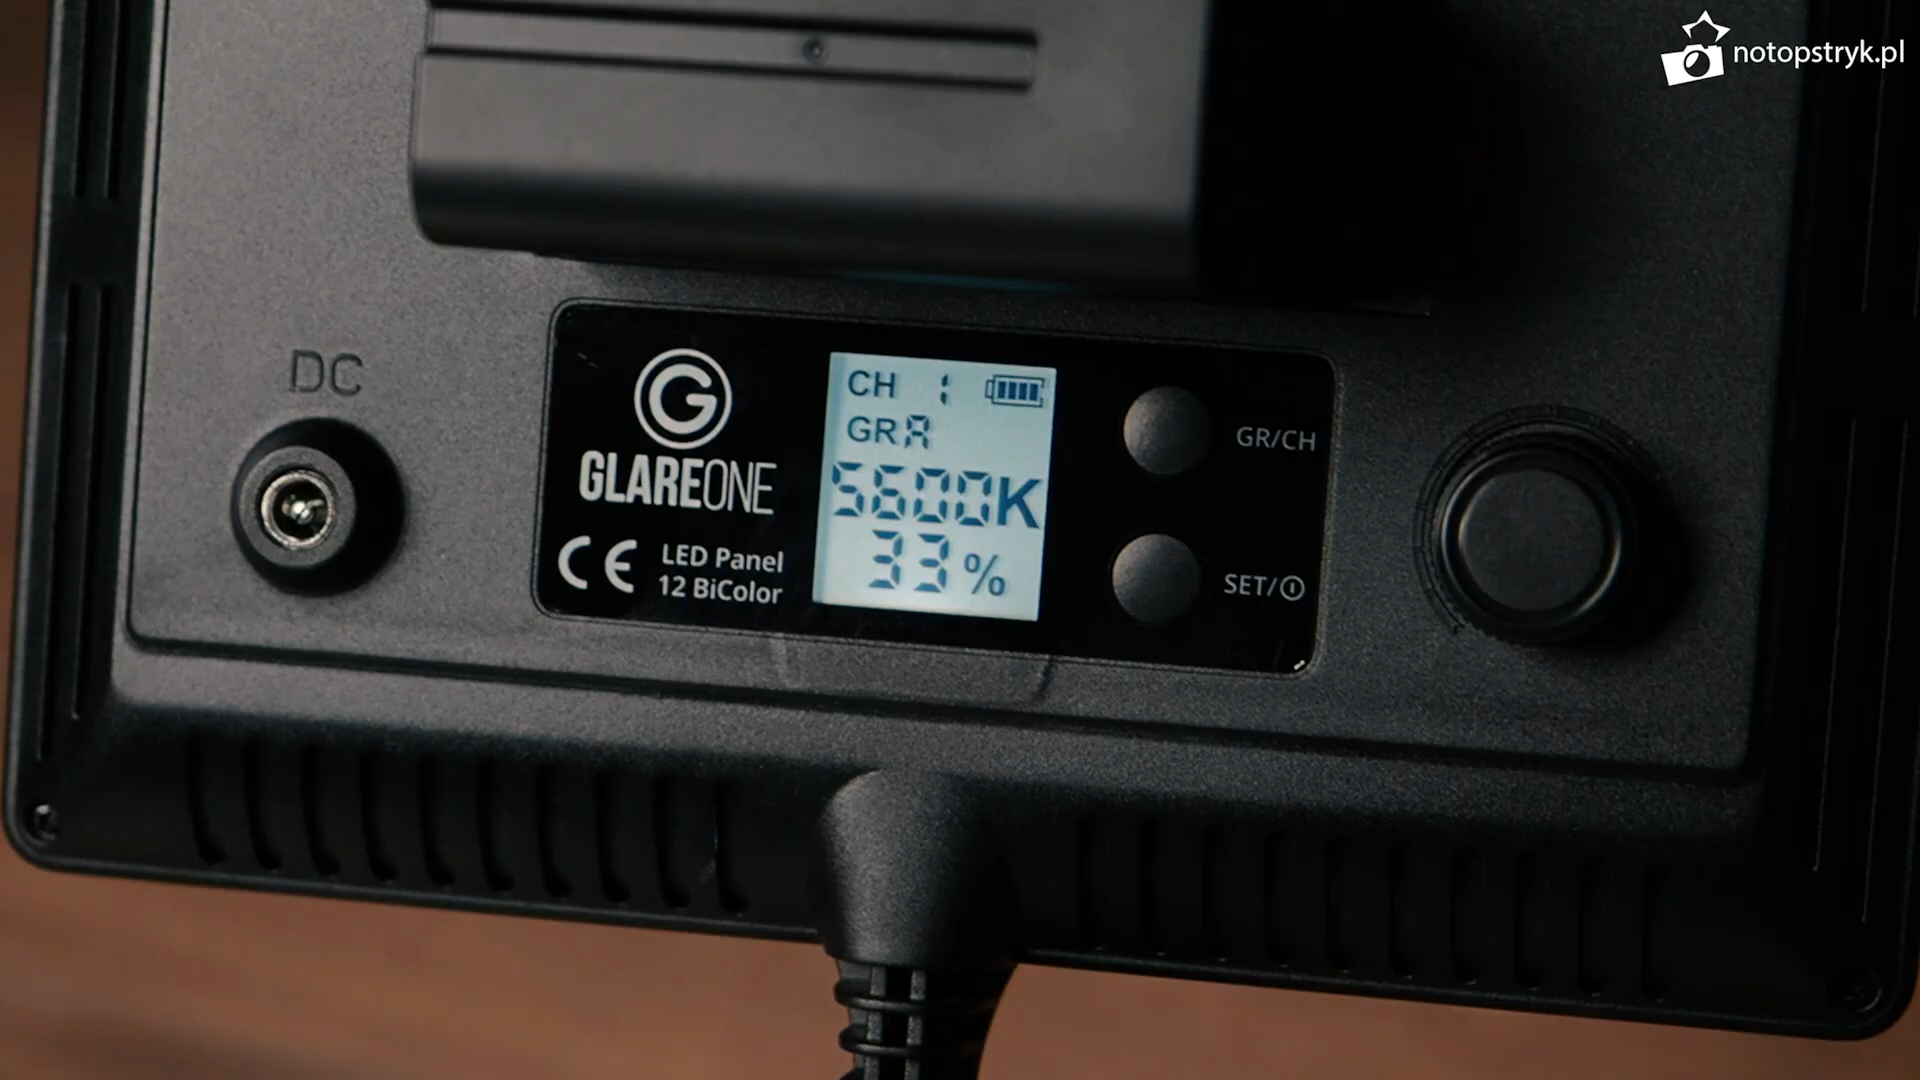 notopstryk.pl
DC
G
GLAREONE
CE LED Panel
12 BiColor
CH 1
GR A
5600K
33%
GR/CH
SET/